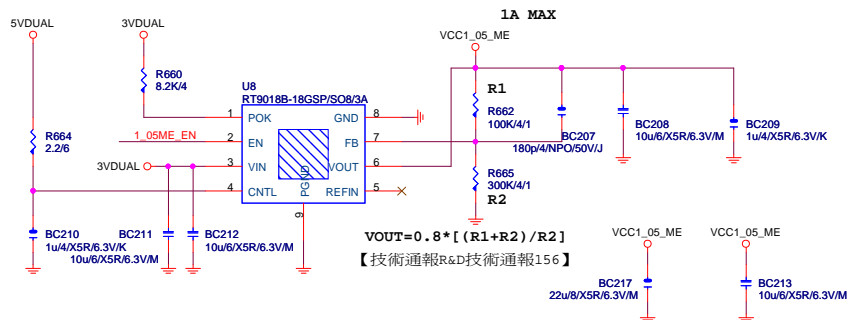 1A MAX
5VDUAL
3VDUAL
VCC1_05_ME
R660
8.2K/4
U8
RT9018B-18GSP/SO8/3A
R1
R662
100K/4/1
BC207
180p/4/NPO/50V/J
BC208
10u/6/X5R/6.3V/M
BC209
1u/4/X5R/6.3V/K
R664
2.2/6
1_05ME_EN
3VDUAL
1
POK
2
EN
3
VIN
4
CNTL
8
GND
7
FB
6
VOUT
5
REFIN
PGND
9
R665
300K/4/1
R2
BC210
1u/4/X5R/6.3V/K
BC211
10u/6/X5R/6.3V/M
BC212
10u/6/X5R/6.3V/M
VOUT=0.8*[(R1+R2)/R2]
【技術通報R&D技術通報156】
VCC1_05_ME
BC217
22u/8/X5R/6.3V/M
VCC1_05_ME
BC213
10u/6/X5R/6.3V/M